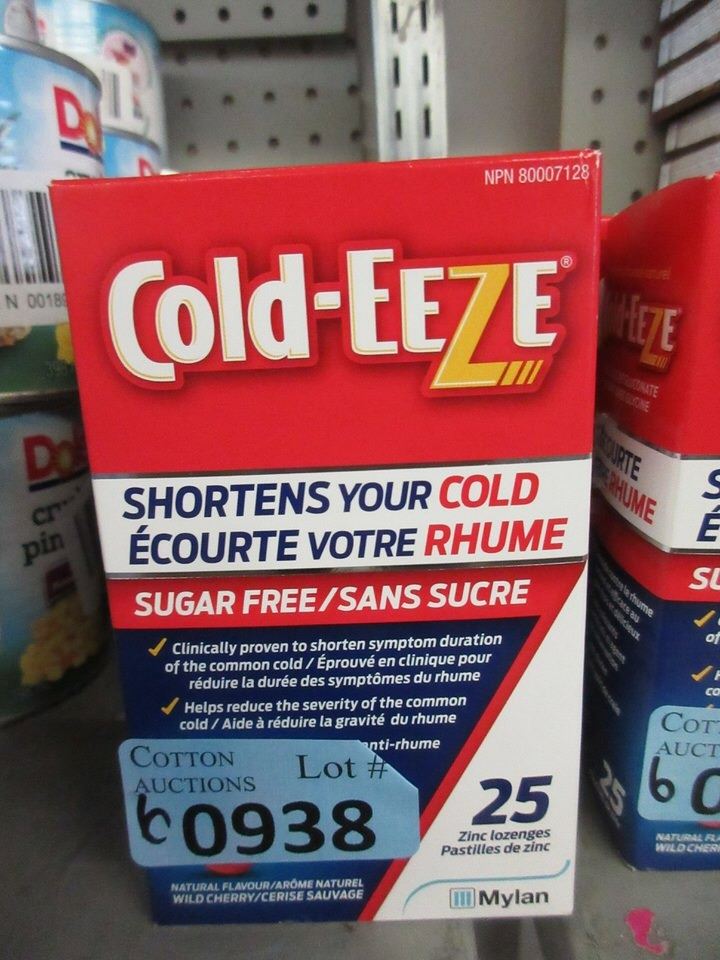 NPN 80007128
Cold-EEZE®
SHORTENS YOUR COLD
ÉCOURTE VOTRE RHUME
SUGAR FREE/SANS SUCRE
Clinically proven to shorten symptom duration
of the common cold / Éprouvé en clinique pour
réduire la durée des symptômes du rhume
Helps reduce the severity of the common
cold / Aide à réduire la gravité du rhume
anti-rhume
COTTON
AUCTIONS
Lot #
60938
25
Zinc lozenges
Pastilles de zinc
NATURAL FLAVOUR/ARÔME NATUREL
WILD CHERRY/CERISE SAUVAGE
Mylan